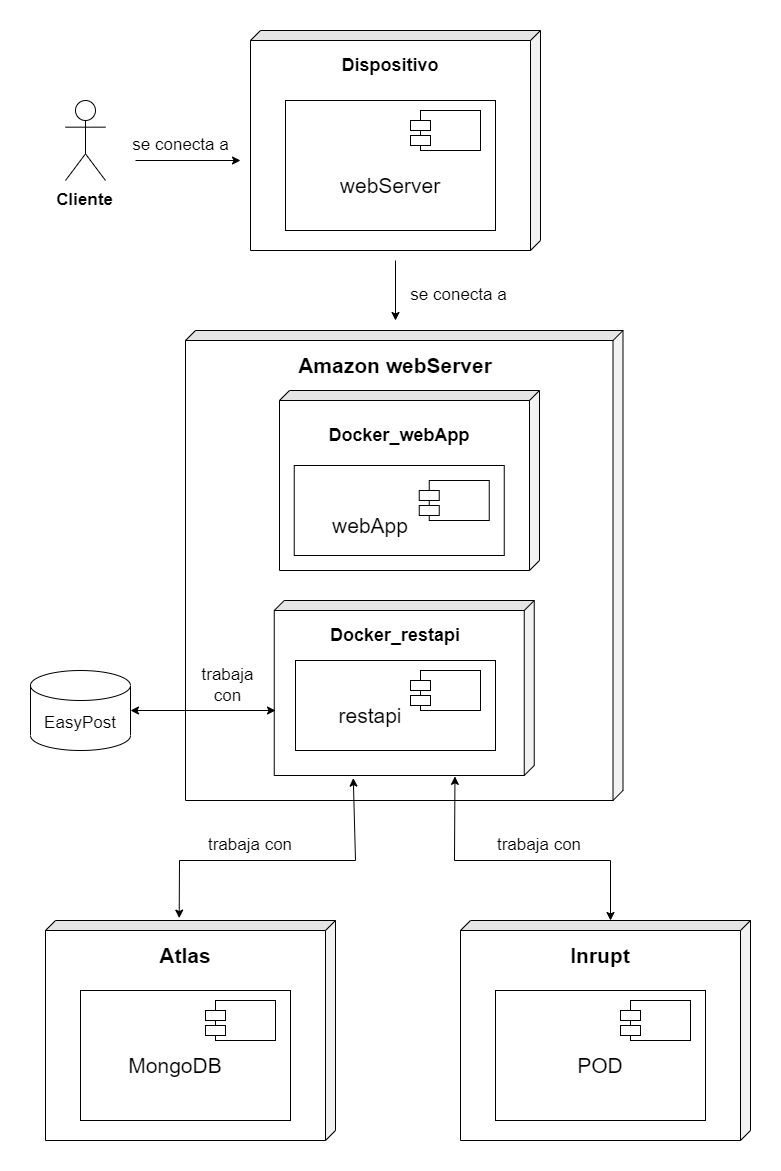 Dispositivo
se conecta a
webServer
Cliente
se conecta a
Amazon webServer
Docker_webApp
webApp
Docker_restapi
trabaja
con
restapi
EasyPost
trabaja con
trabaja con
Atlas
Inrupt
MongoDB
POD